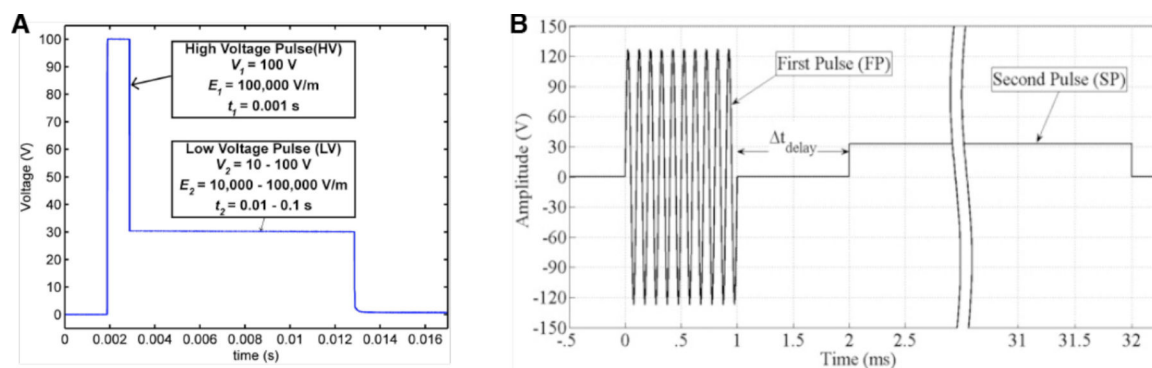 A
High Voltage Pulse(HV)
V1 = 100 V
E1 = 100,000 V/m
t1 = 0.001 s
Low Voltage Pulse (LV)
V2 = 10 - 100 V
E2 = 10,000 - 100,000 V/m
t2 = 0.01 - 0.1 s
Voltage (V)
100
90
80
70
60
50
40
30
20
10
0
0 0.002 0.004 0.006 0.008 0.010 0.012 0.014 0.016
time (s)
B
First Pulse (FP)
Second Pulse (SP)
Δtdelay
Amplitude (V)
150
120
90
60
30
0
-30
-60
-90
-120
-150
-.5 0 .5 1 1.5 2 2.5 31 31.5 32
Time (ms)